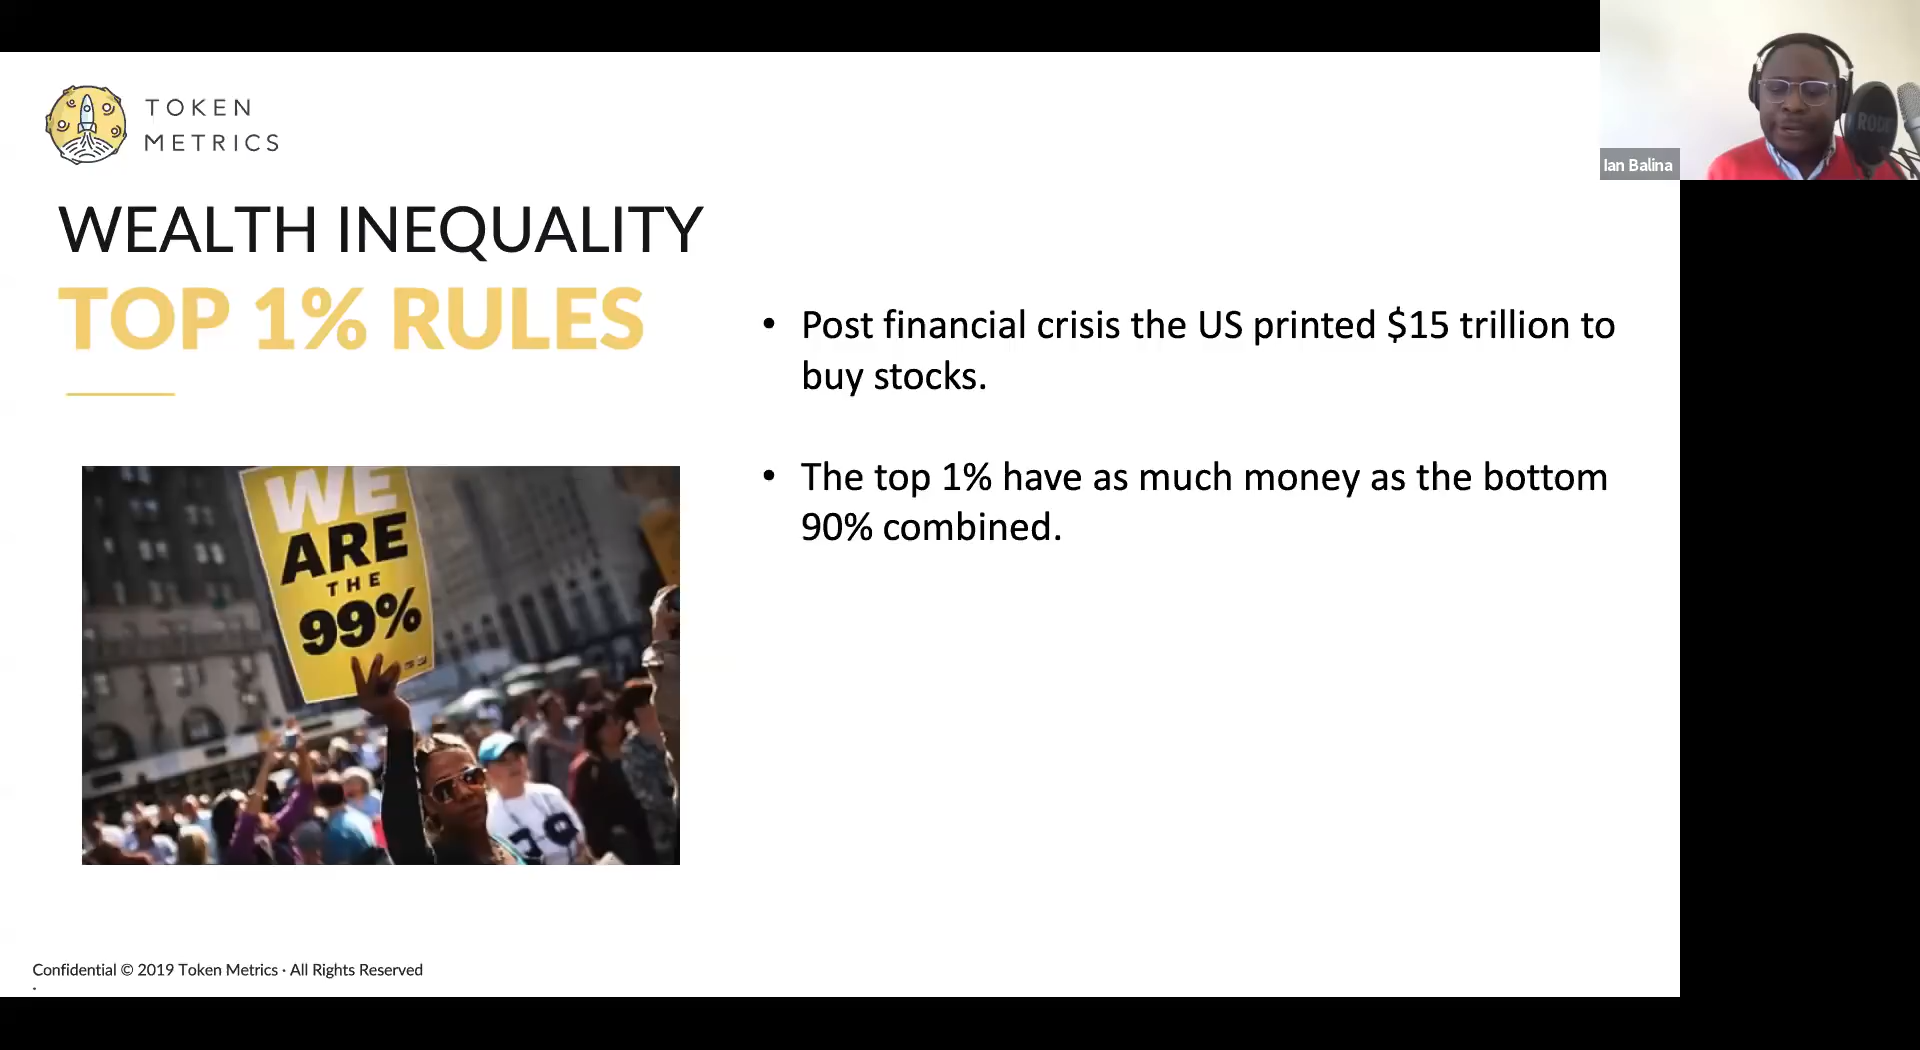 TOKEN
METRICS
WEALTH INEQUALITY
TOP 1% RULES
• Post financial crisis the US printed $15 trillion to
buy stocks.
• The top 1% have as much money as the bottom
90% combined.
WE
ARE
THE
99%
Confidential © 2019 Token Metrics · All Rights Reserved
.
Ian Balina
RODE